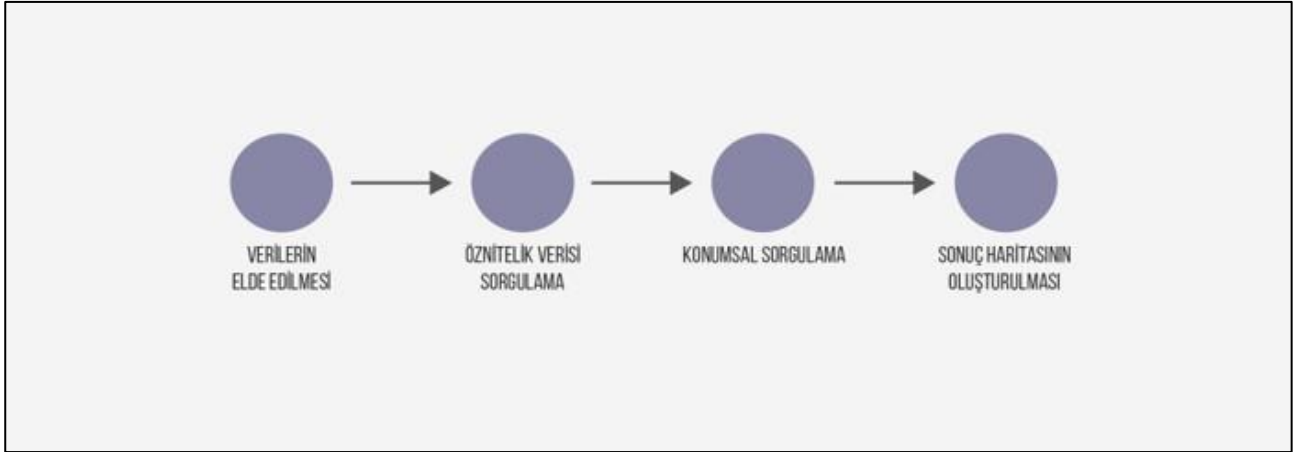 VERİLERİN
ELDE EDİLMESİ
ÖZNİTELİK VERİSİ
SORGULAMA
KONUMSAL SORGULAMA
SONUÇ HARİTASININ
OLUŞTURULMASI